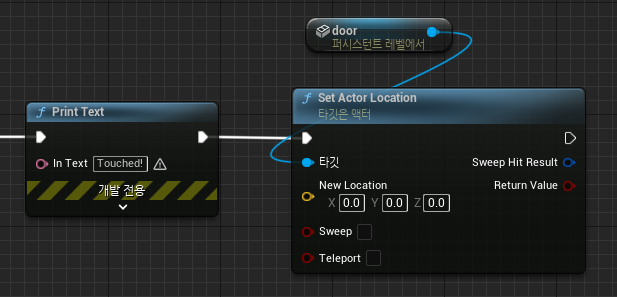 door
퍼시스턴트 레벨에서
Print Text
In Text Touched!
개발 전용
Set Actor Location
타깃은 액터
타깃 Sweep Hit Result
New Location Return Value
X 0.0 Y 0.0 Z 0.0
Sweep
Teleport